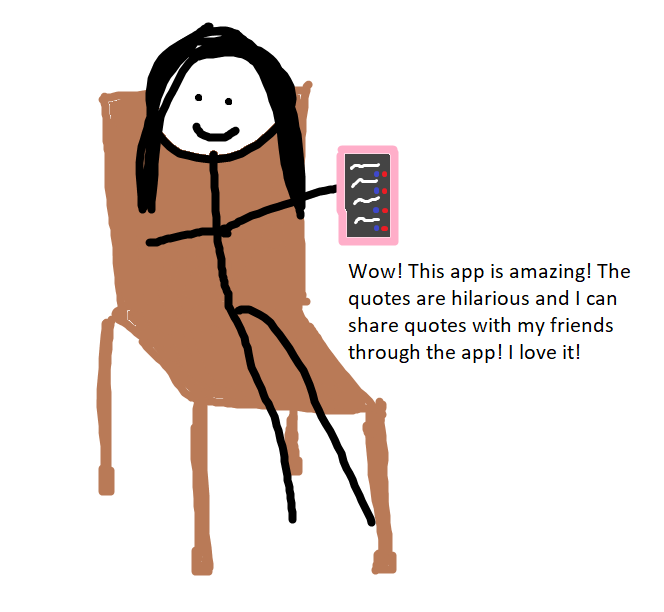 Wow! This app is amazing! The
quotes are hilarious and I can
share quotes with my friends
through the app! I love it!